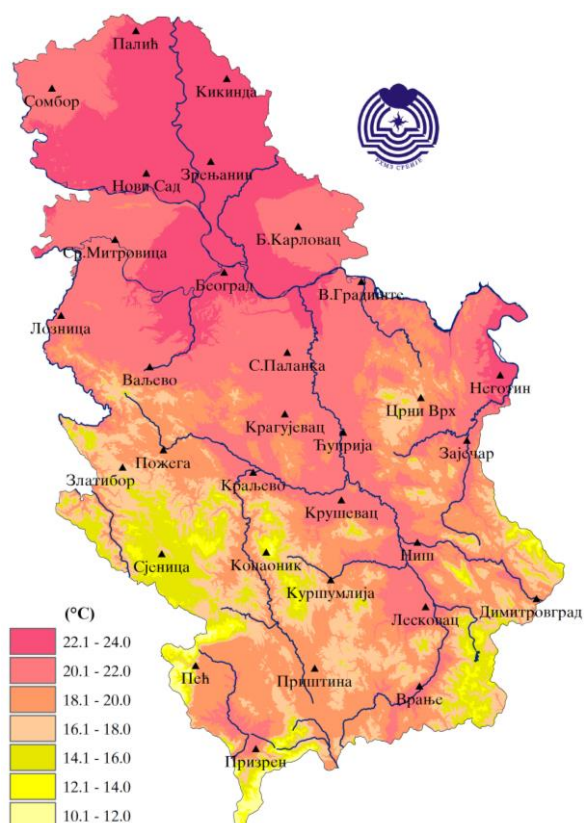 Палић
Кикинда
Сомбор
Зрењанин
Нови Сад
Б.Карловац
Ср.Митровица
Београд
В.Градиште
Лозница
С.Паланка
Ваљево
Неготин
Црни Врх
Крагујевац
Ћуприја
Зајечар
Пожега
Златибор
Краљево
Крушевац
Ниш
Копаоник
Сјеница
Куршумлија
Димитровград
Лесковац
(°C)
22.1 - 24.0
20.1 - 22.0
18.1 - 20.0
16.1 - 18.0
14.1 - 16.0
12.1 - 14.0
10.1 - 12.0
Пећ
Приштина
Врање
Призрен
РХМЗ СРБИЈЕ